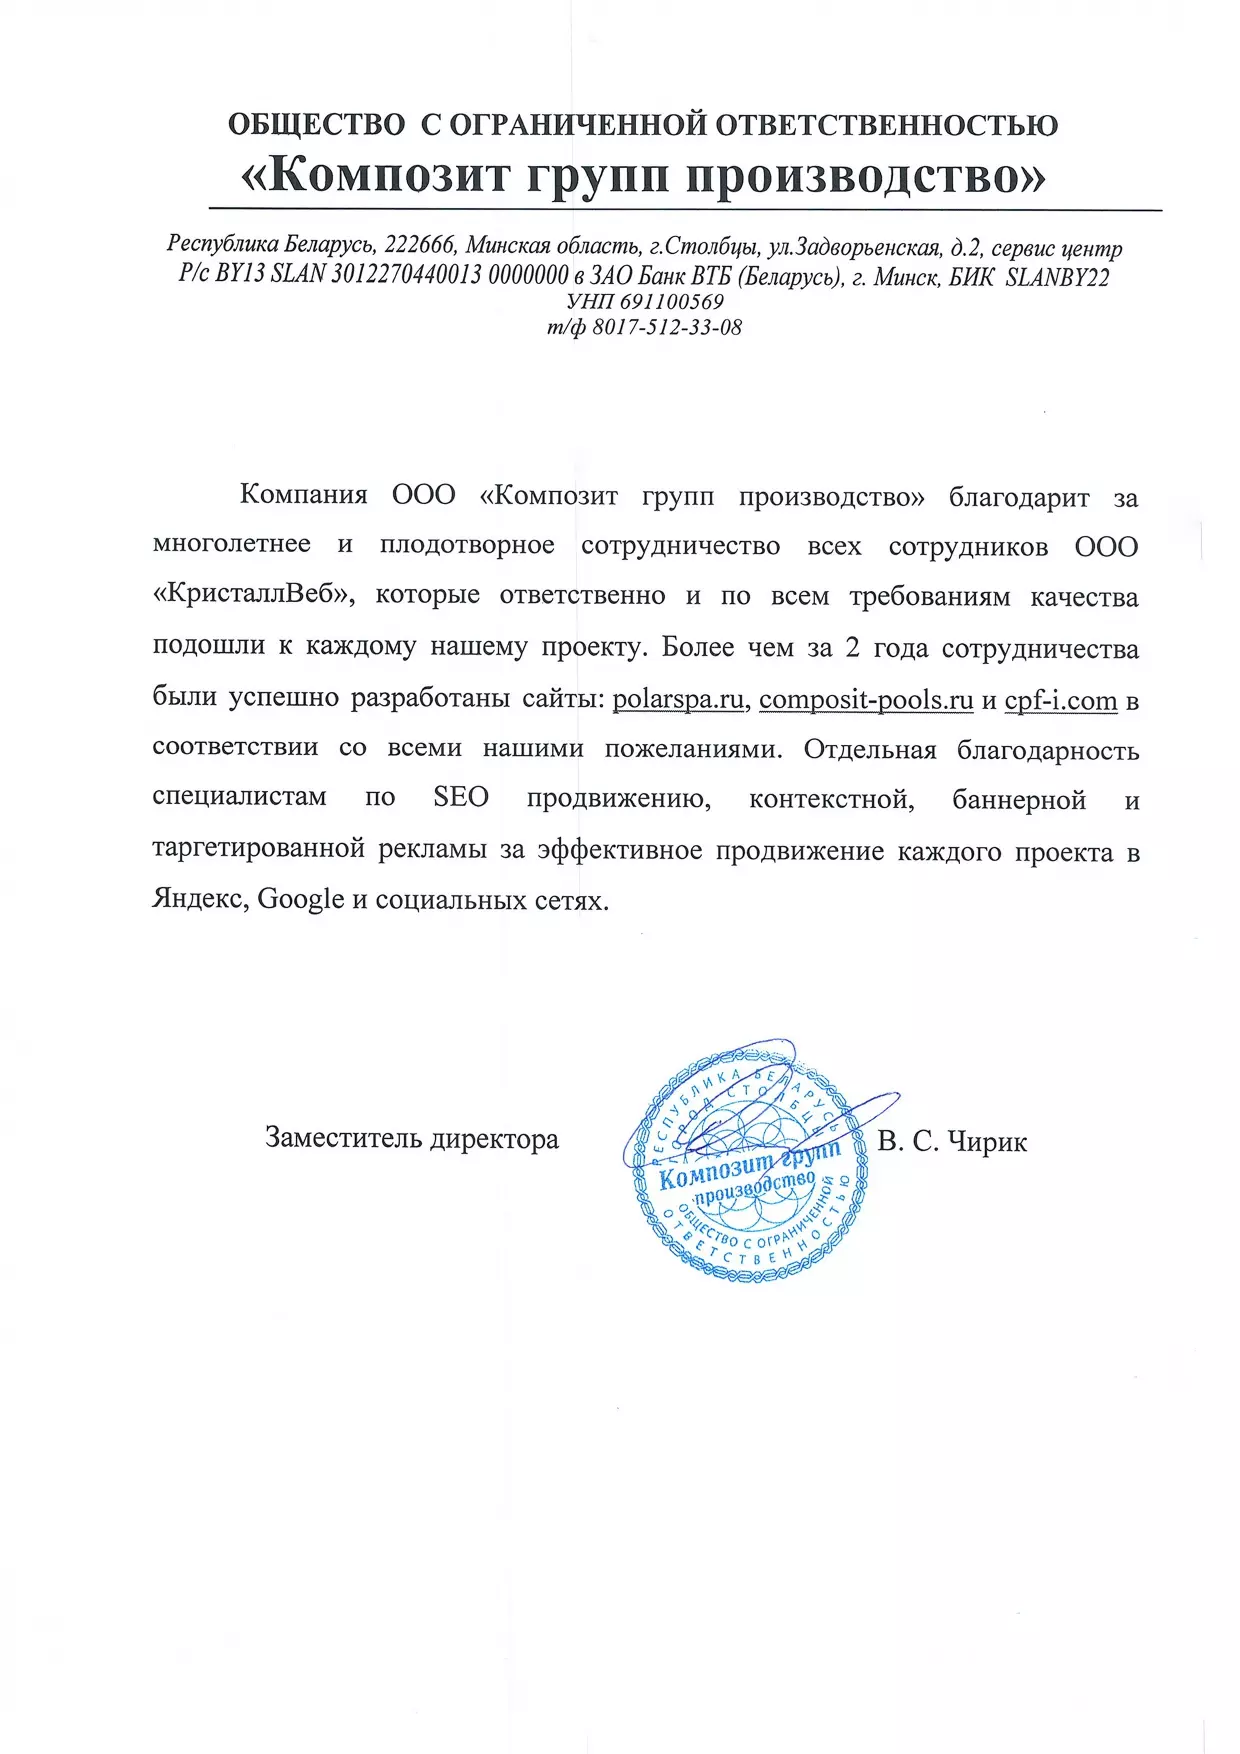 ОБЩЕСТВО С ОГРАНИЧЕННОЙ ОТВЕТСТВЕННОСТЬЮ
«Композит групп производство»
Республика Беларусь, 222666, Минская область, г.Столбцы, ул.Задворьенская, д.2, сервис центр
Р/с BY13 SLAN 3012270440013 0000000 в ЗАО Банк ВТБ (Беларусь), г. Минск, БИК SLANBY22
УНП 691100569
т/ф 8017-512-33-08
Компания ООО «Композит групп производство» благодарит за
многолетнее и плодотворное сотрудничество всех сотрудников ООО
«КристаллВеб», которые ответственно и по всем требованиям качества
подошли к каждому нашему проекту. Более чем за 2 года сотрудничества
были успешно разработаны сайты: polarspa.ru, composit-pools.ru и cpf-i.com в
соответствии со всеми нашими пожеланиями. Отдельная благодарность
специалистам по SEO продвижению, контекстной, баннерной и
таргетированной рекламы за эффективное продвижение каждого проекта в
Яндекс, Google и социальных сетях.
Заместитель директора
В. С. Чирик
РЕСПУБЛИКА БЕЛАРУСЬ
ГОРОД СТОЛБЦЫ
Композит групп
производство
ОБЩЕСТВО С ОГРАНИЧЕННОЙ
ОТВЕТСТВЕННОСТЬЮ